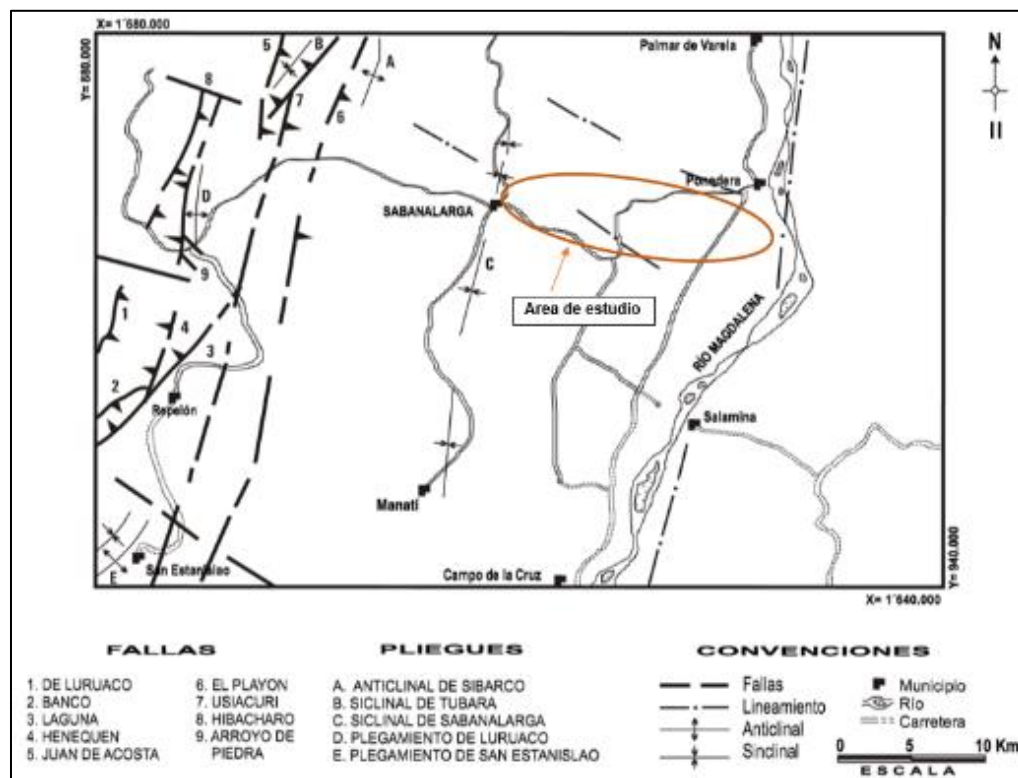 X= 1´680.000
Y= 880.000
5
B
A
Palmar de Varela
N
8
7
6
Ponedera
D
SABANALARGA
9
C
Area de estudio
1
4
3
RÍO MAGDALENA
2
Repelón
Salamina
Manatí
San Estanislao
E
Campo de la Cruz
Y= 940.000
X= 1´640.000
FALLAS
1. DE LURUACO
2. BANCO
3. LAGUNA
4. HENEQUEN
5. JUAN DE ACOSTA
6. EL PLAYON
7. USIACURI
8. HIBACHARO
9. ARROYO DE
PIEDRA
PLIEGUES
A. ANTICLINAL DE SIBARCO
B. SICLINAL DE TUBARA
C. SICLINAL DE SABANALARGA
D. PLEGAMIENTO DE LURUACO
E. PLEGAMIENTO DE SAN ESTANISLAO
CONVENCIONES
Fallas
Lineamiento
Anticlinal
Sinclinal
Municipio
Río
Carretera
0 5 10 Km
ESCALA